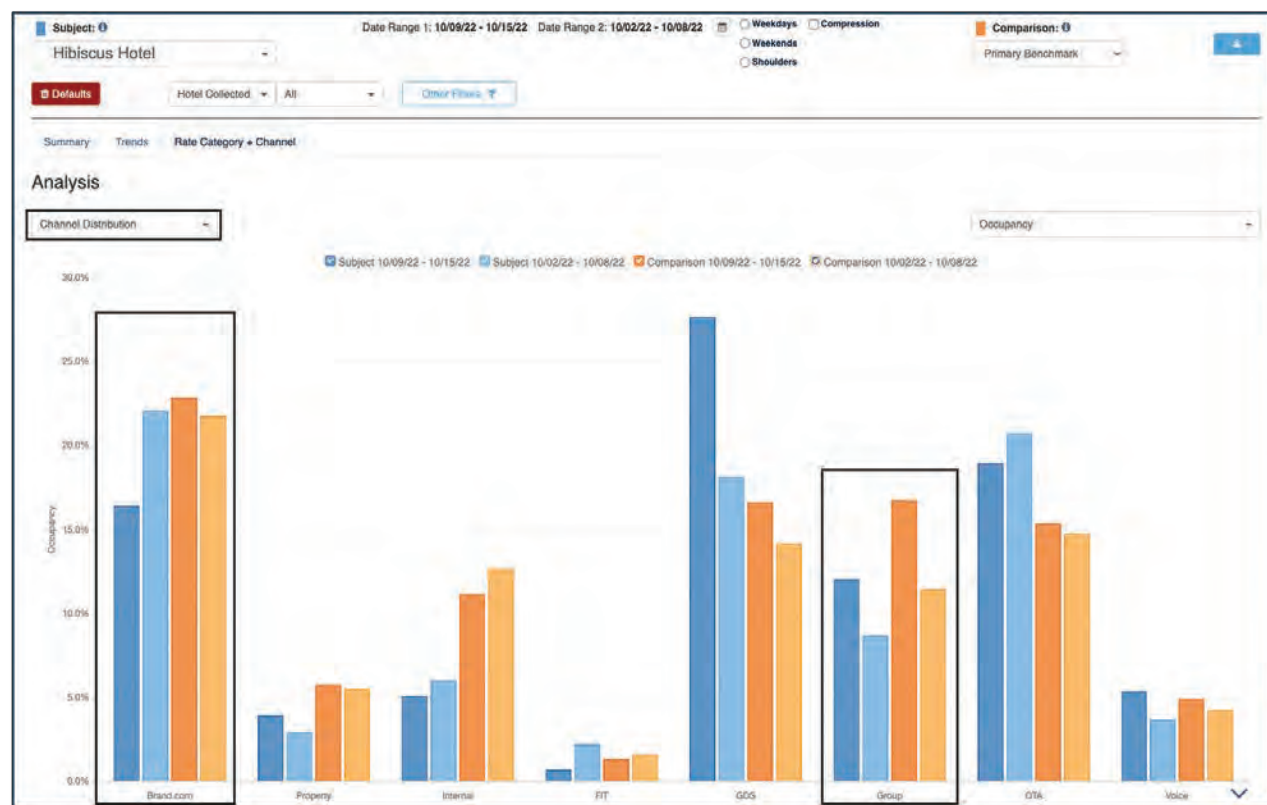 Subject:
Date Range 1: 10/09/22 - 10/15/22 Date Range 2: 10/02/22 - 10/08/22
Weekdays
Compression
Comparison:
Hibiscus Hotel
Weekends
Primary Benchmark
Shoulders
Defaults
Hotel Collected
All
Other Filters
Summary Trends Rate Category + Channel
Analysis
Channel Distribution
Occupancy
Subject 10/09/22 - 10/15/22 Subject 10/02/22 - 10/08/22 Comparison 10/09/22 - 10/15/22 Comparison 10/02/22 - 10/08/22
30.0%
25.0%
20.0%
15.0%
10.0%
5.0%
0.0%
Occupancy
Brand.com Property Internal FIT GDS Group OTA Voice